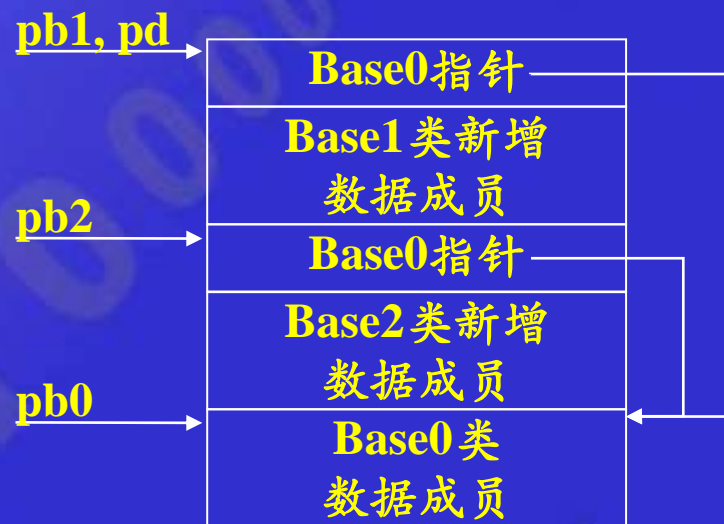 pb1, pd
Base0指针
Base1类新增
数据成员
pb2
Base0指针
Base2类新增
数据成员
pb0
Base0类
数据成员